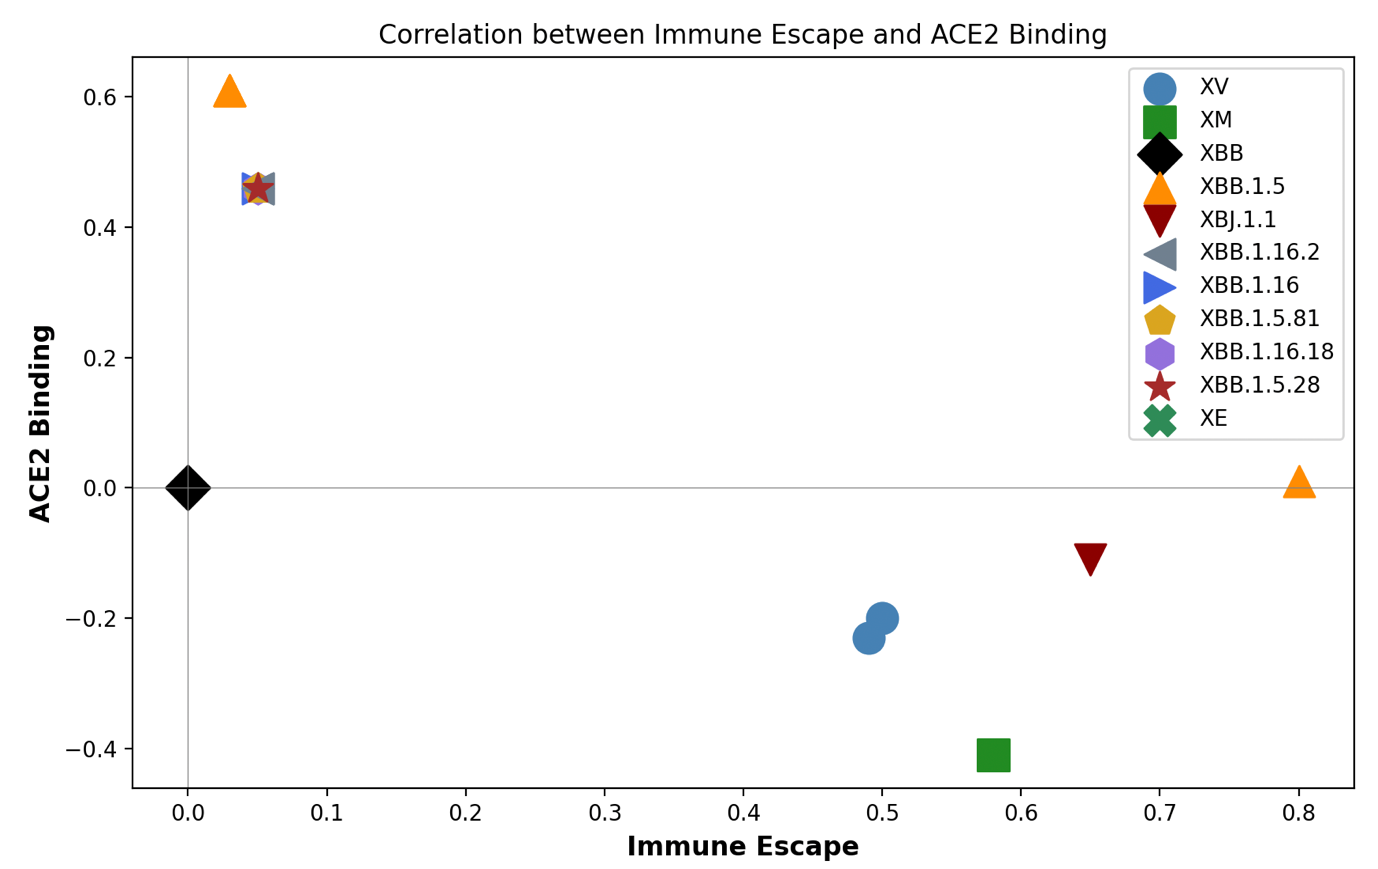 Correlation between Immune Escape and ACE2 Binding
XV
XM
XBB
XBB.1.5
XBJ.1.1
XBB.1.16.2
XBB.1.16
XBB.1.5.81
XBB.1.16.18
XBB.1.5.28
XE
0.6
0.4
0.2
0.0
−0.2
−0.4
ACE2 Binding
0.0 0.1 0.2 0.3 0.4 0.5 0.6 0.7 0.8
Immune Escape